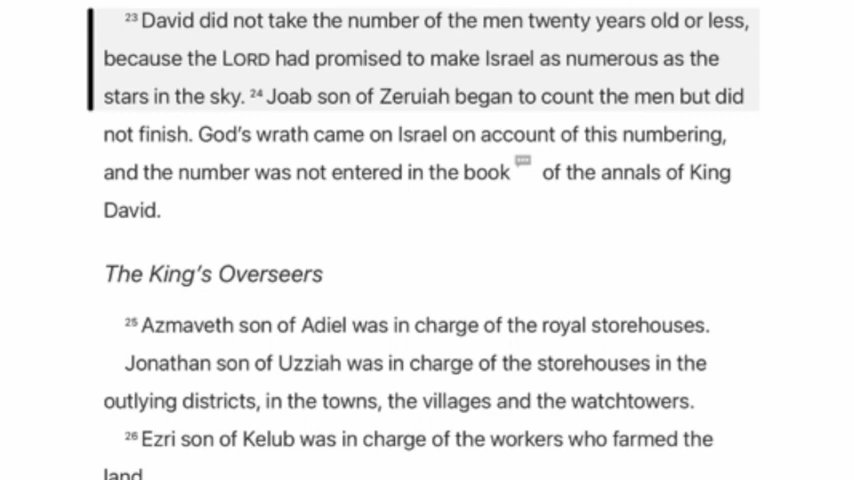 23 David did not take the number of the men twenty years old or less,
because the LORD had promised to make Israel as numerous as the
stars in the sky. 24 Joab son of Zeruiah began to count the men but did
not finish. God's wrath came on Israel on account of this numbering,
and the number was not entered in the book of the annals of King
David.
The King's Overseers
25 Azmaveth son of Adiel was in charge of the royal storehouses.
Jonathan son of Uzziah was in charge of the storehouses in the
outlying districts, in the towns, the villages and the watchtowers.
26 Ezri son of Kelub was in charge of the workers who farmed the
land.